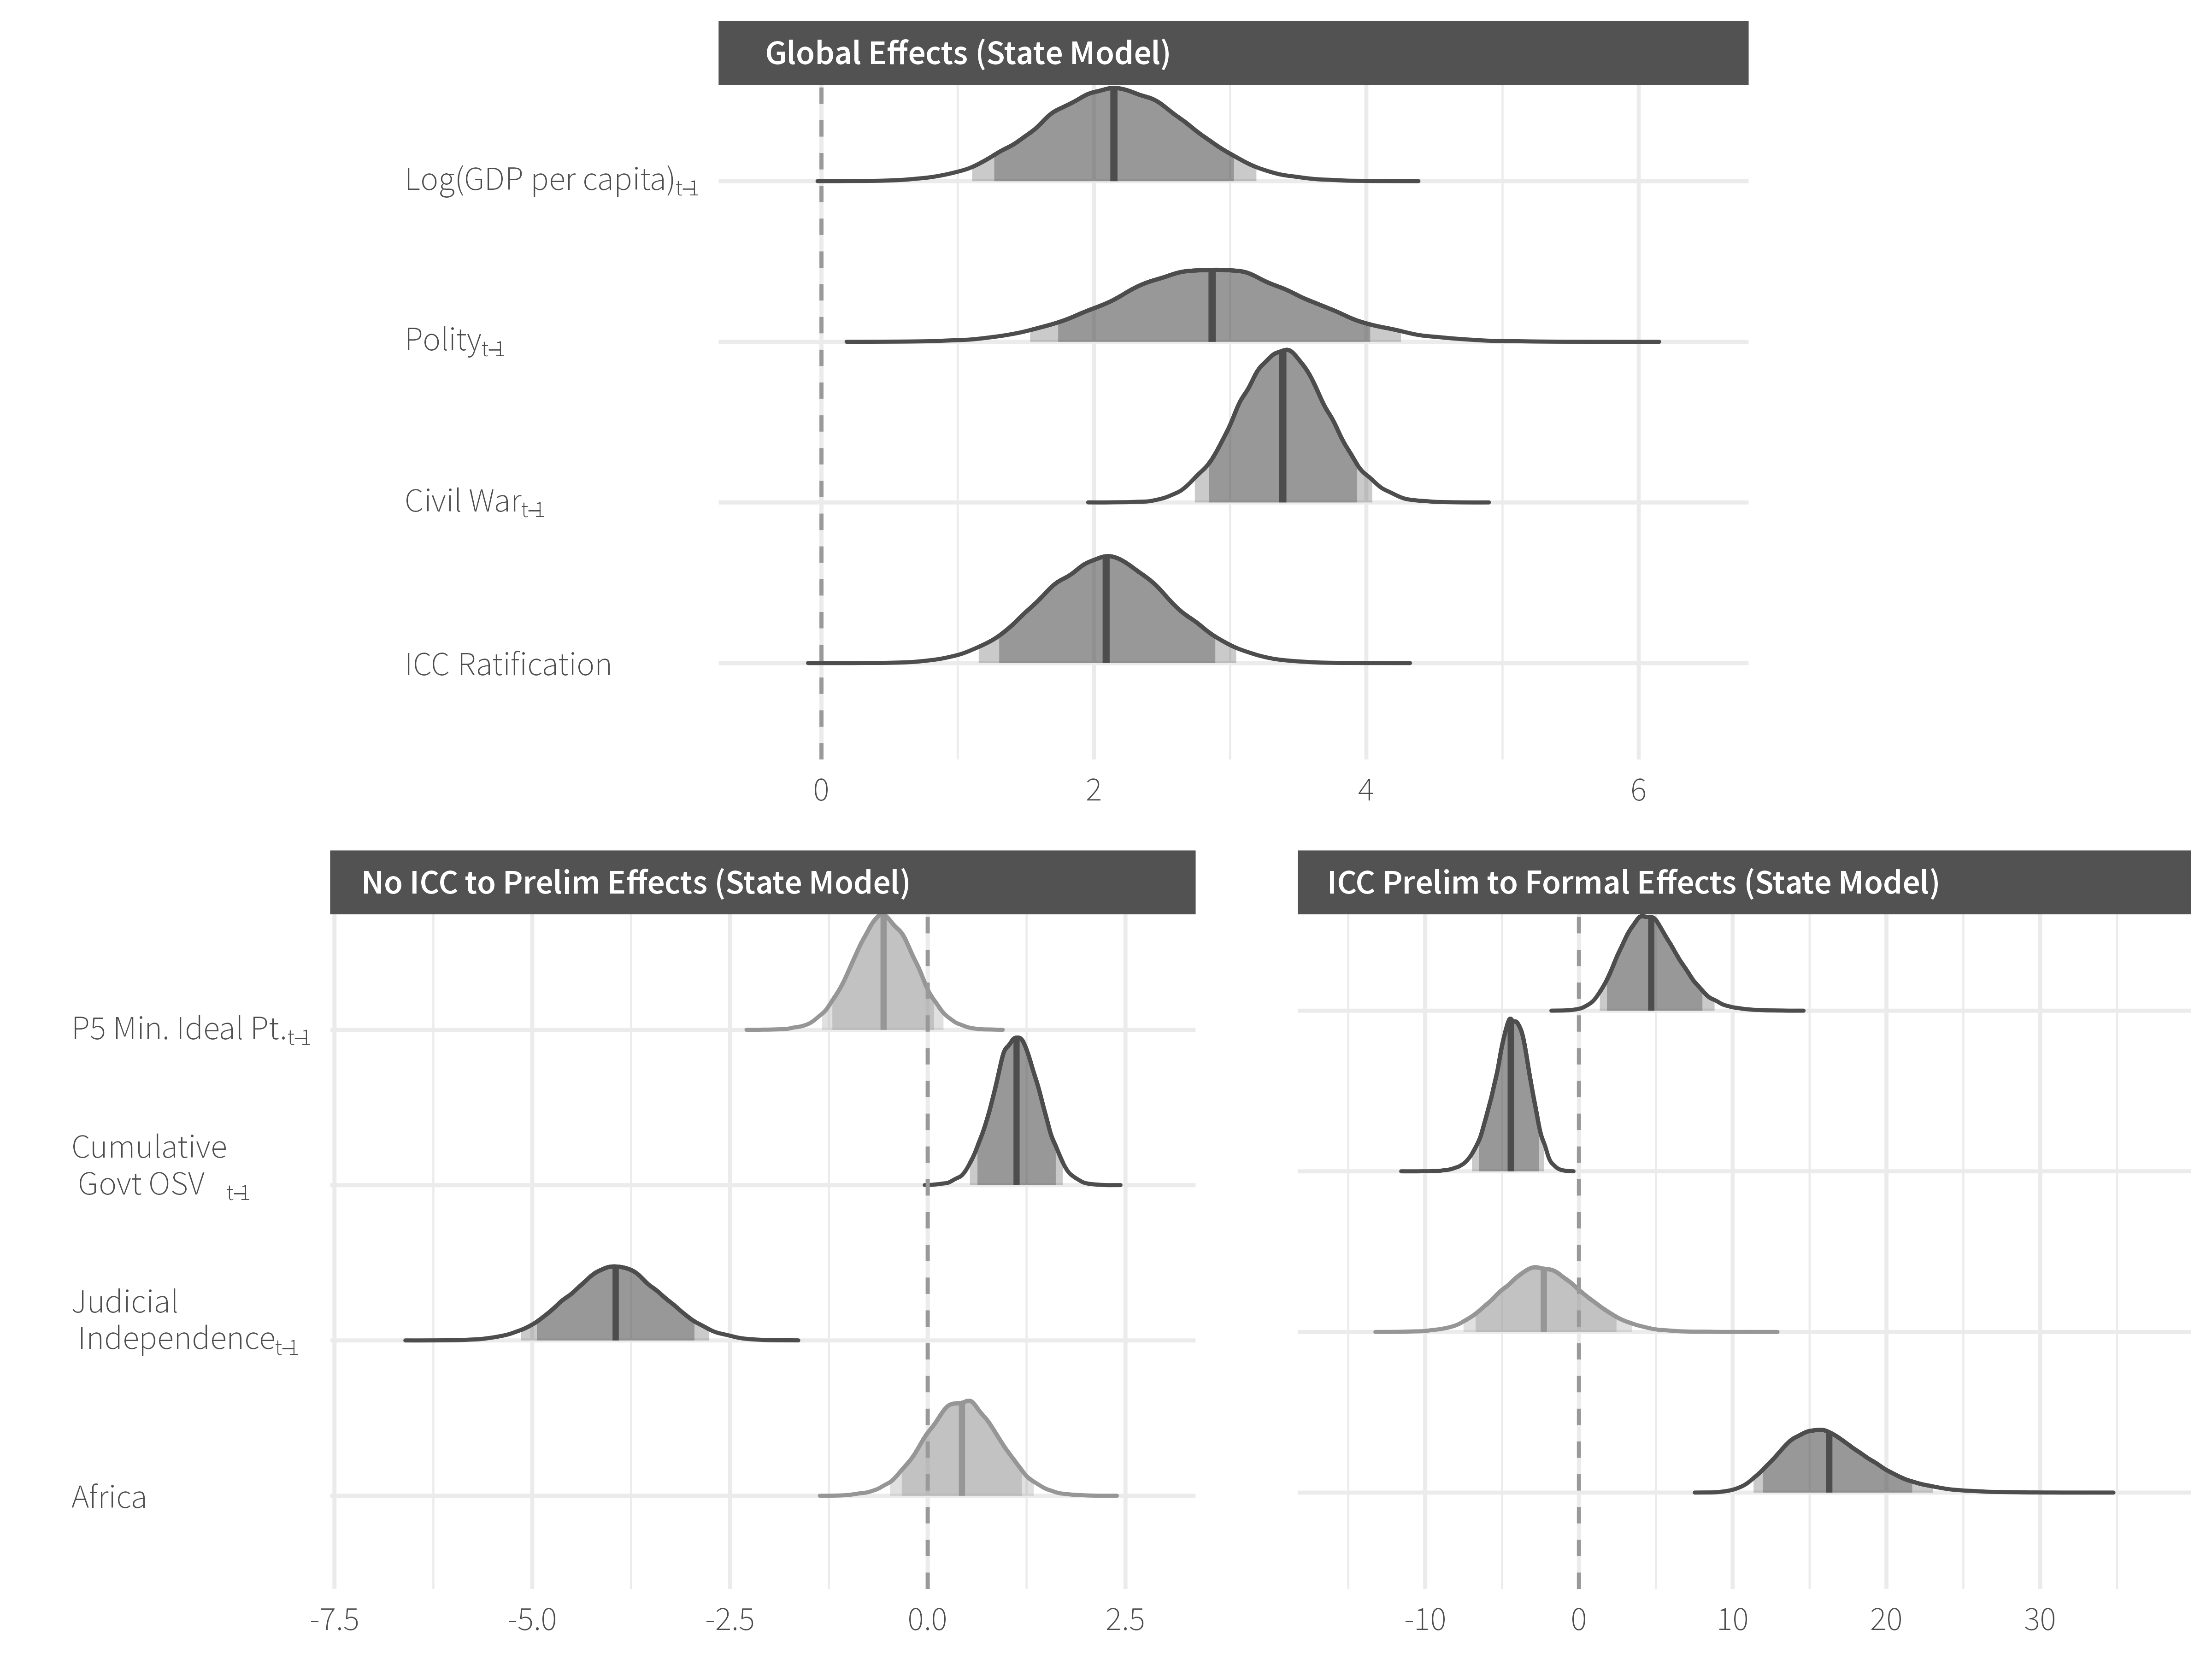 Global Effects (State Model)
Log(GDP per capita)t–1
Polityt–1
Civil Wart–1
ICC Ratification
0 2 4 6
No ICC to Prelim Effects (State Model)
ICC Prelim to Formal Effects (State Model)
P5 Min. Ideal Pt.t–1
Cumulative
Govt OSV t–1
Judicial
Independencet–1
Africa
-7.5 -5.0 -2.5 0.0 2.5
-10 0 10 20 30